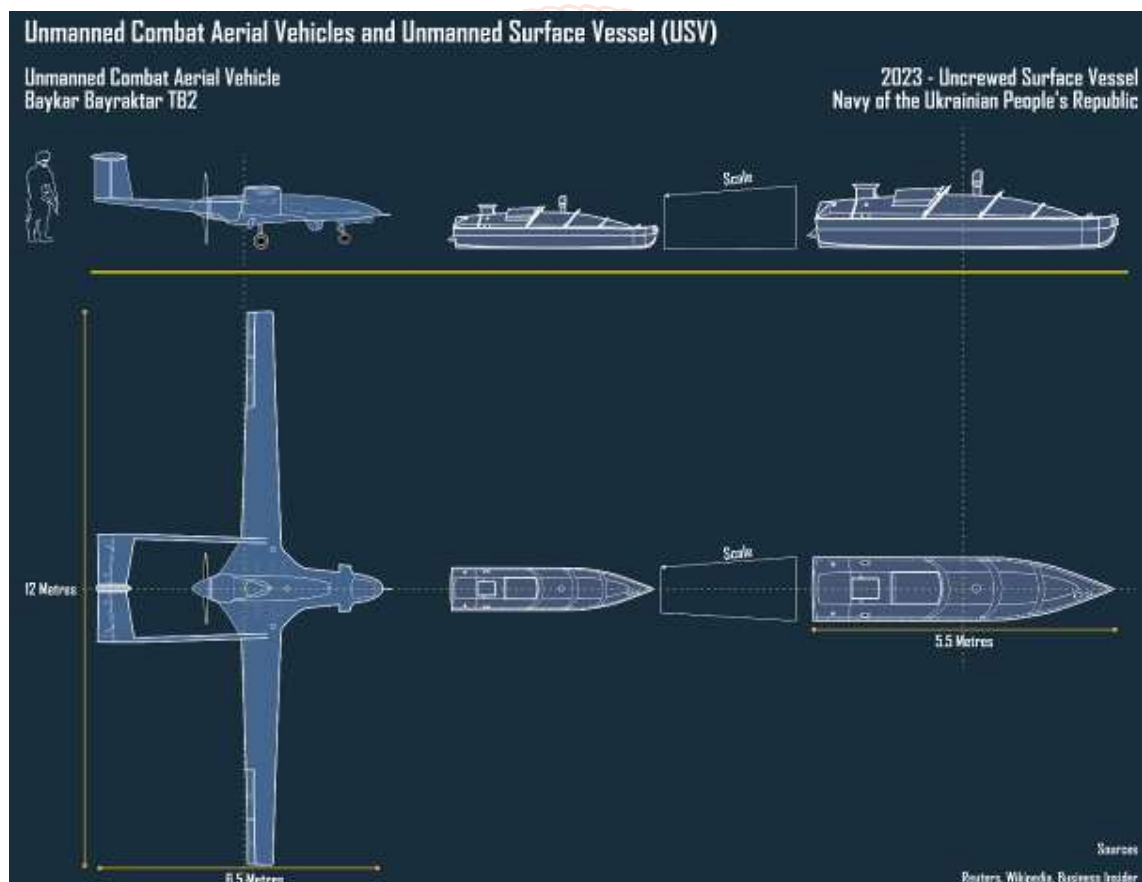 Unmanned Combat Aerial Vehicles and Unmanned Surface Vessel (USV)
Unmanned Combat Aerial Vehicle
Baykar Bayraktar TB2
2023 - Uncrewed Surface Vessel
Navy of the Ukrainian People's Republic
Scale
Scale
12 Metres
5.5 Metres
6.5 Metres
Sources
Reuters, Wikipedia, Business Insider